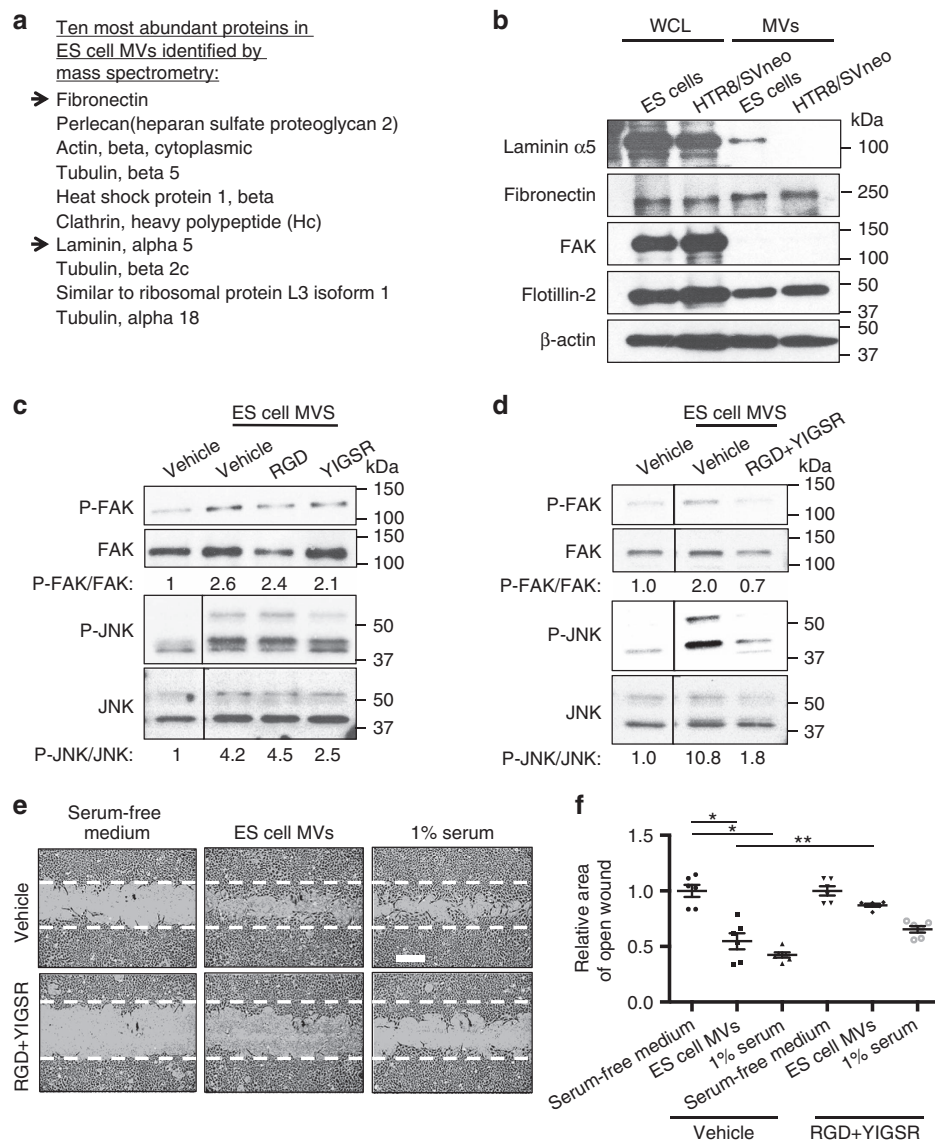 a
Ten most abundant proteins in
ES cell MVs identified by
mass spectrometry:
Fibronectin
Perlecan(heparan sulfate proteoglycan 2)
Actin, beta, cytoplasmic
Tubulin, beta 5
Heat shock protein 1, beta
Clathrin, heavy polypeptide (Hc)
Laminin, alpha 5
Tubulin, beta 2c
Similar to ribosomal protein L3 isoform 1
Tubulin, alpha 18
b
WCL MVs
ES cells HTR8/SVneo ES cells HTR8/SVneo
kDa
Laminin α5 100
Fibronectin 250
FAK 150
100
Flotillin-2 50
37
β-actin 50
37
c
ES cell MVS
Vehicle Vehicle RGD YIGSR
kDa
P-FAK 150
100
FAK 150
100
P-FAK/FAK: 1 2.6 2.4 2.1
P-JNK 50
37
JNK 50
37
P-JNK/JNK: 1 4.2 4.5 2.5
d
ES cell MVS
Vehicle Vehicle RGD+YIGSR
kDa
P-FAK 150
100
FAK 150
100
P-FAK/FAK: 1.0 2.0 0.7
P-JNK 50
37
JNK 50
37
P-JNK/JNK: 1.0 10.8 1.8
e
Serum-free
medium
ES cell MVs
1% serum
Vehicle
RGD+YIGSR
f
* 
*
**
Relative area
of open wound
1.5
1.0
0.5
0.0
Serum-free medium
ES cell MVs
1% serum
Serum-free medium
ES cell MVs
1% serum
Vehicle RGD+YIGSR